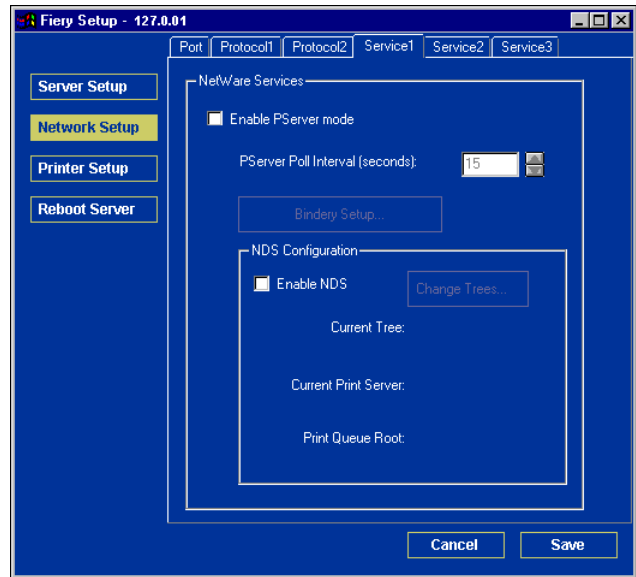 Fiery Setup - 127.0.01
Port Protocol1 Protocol2 Service1 Service2 Service3
Server Setup
Network Setup
Printer Setup
Reboot Server
NetWare Services
Enable PServer mode
PServer Poll Interval (seconds): 15
Bindery Setup...
NDS Configuration
Enable NDS Change Trees...
Current Tree:
Current Print Server:
Print Queue Root:
Cancel Save